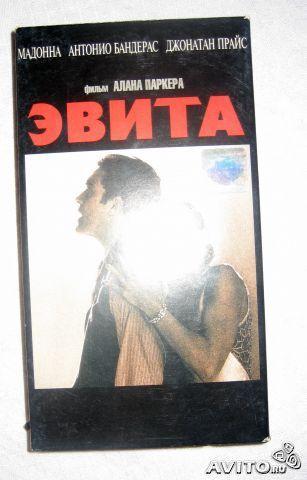 МАДОННА АНТОНИО БАНДЕРАС ДЖОНАТАН ПРАЙС
фильм АЛАНА ПАРКЕРА
ЭВИТА
AVITO.RU